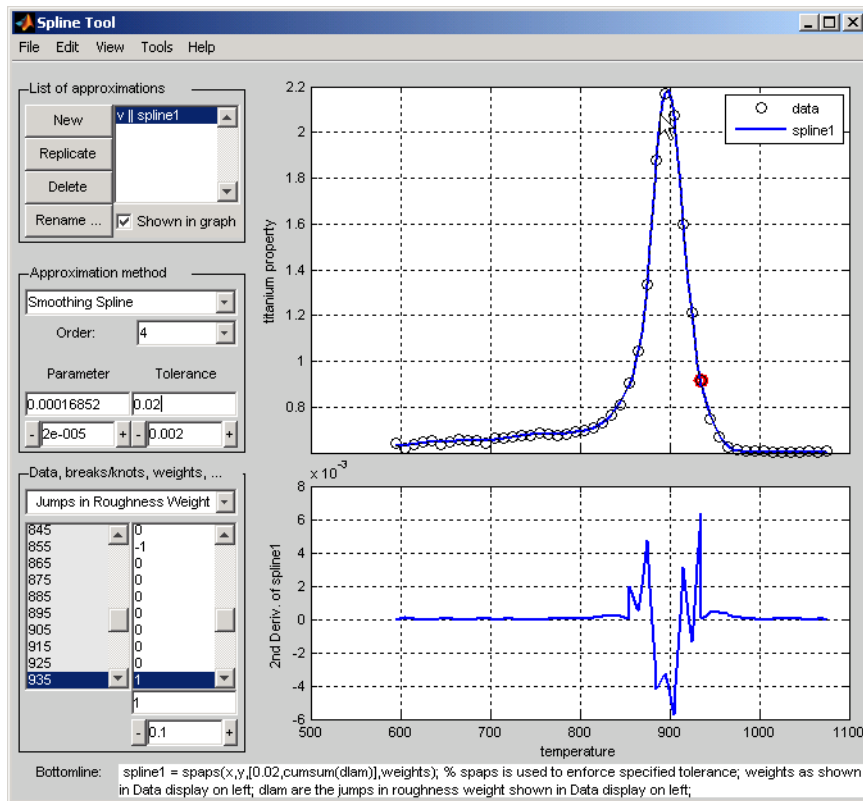 Spline Tool
File Edit View Tools Help
List of approximations
New
Replicate
Delete
Rename ...
v || spline1
Shown in graph
Approximation method
Smoothing Spline
Order: 4
Parameter Tolerance
0.00016852 0.02
- 2e-005 + - 0.002 +
Data, breaks/knots, weights, ...
Jumps in Roughness Weight
845 0
855 -1
865 0
875 0
885 0
895 0
905 0
915 0
925 0
935 1
1
- 0.1 +
2.2
2
1.8
1.6
1.4
1.2
1
0.8
titanium property
data
spline1
x 10-3
8
6
4
2
0
-2
-4
-6
2nd Deriv. of spline1
500 600 700 800 900 1000 1100
temperature
Bottomline: spline1 = spaps(x,y,[0.02,cumsum(dlam)],weights); % spaps is used to enforce specified tolerance; weights as shown
in Data display on left; dlam are the jumps in roughness weight shown in Data display on left;